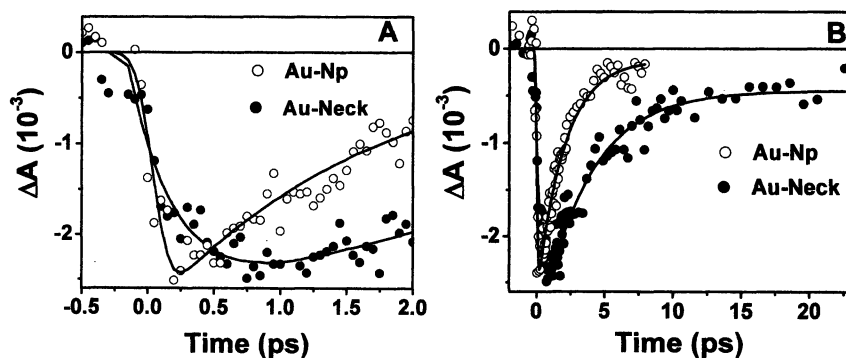 A
0
-1
-2
ΔA (10⁻³)
Au-Np
Au-Neck
-0.5 0.0 0.5 1.0 1.5 2.0
Time (ps)
B
0
-1
-2
ΔA (10⁻³)
Au-Np
Au-Neck
0 5 10 15 20
Time (ps)